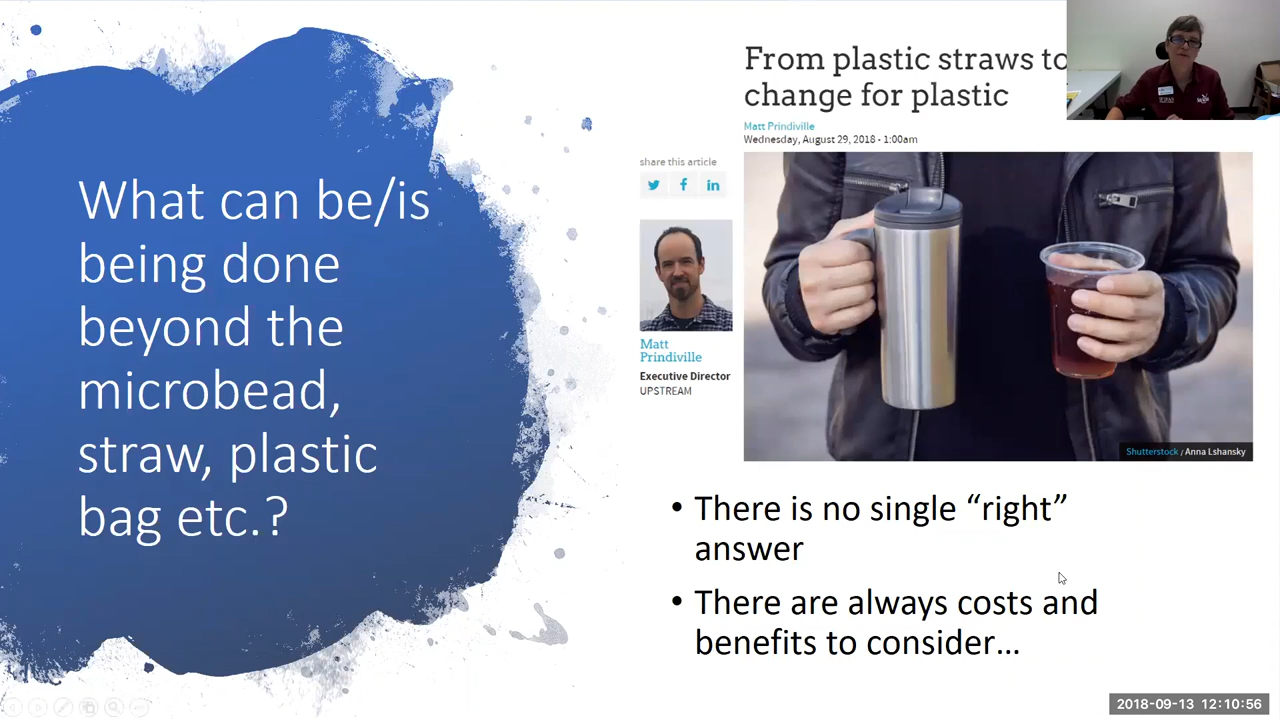 What can be/is
being done
beyond the
microbead,
straw, plastic
bag etc.?
From plastic straws to
change for plastic
Matt Prindiville
Wednesday, August 29, 2018 - 1:00am
share this article
Matt
Prindiville
Executive Director
UPSTREAM
Shutterstock / Anna Lshansky
• There is no single “right”
answer
• There are always costs and
benefits to consider…
2018-09-13 12:10:56